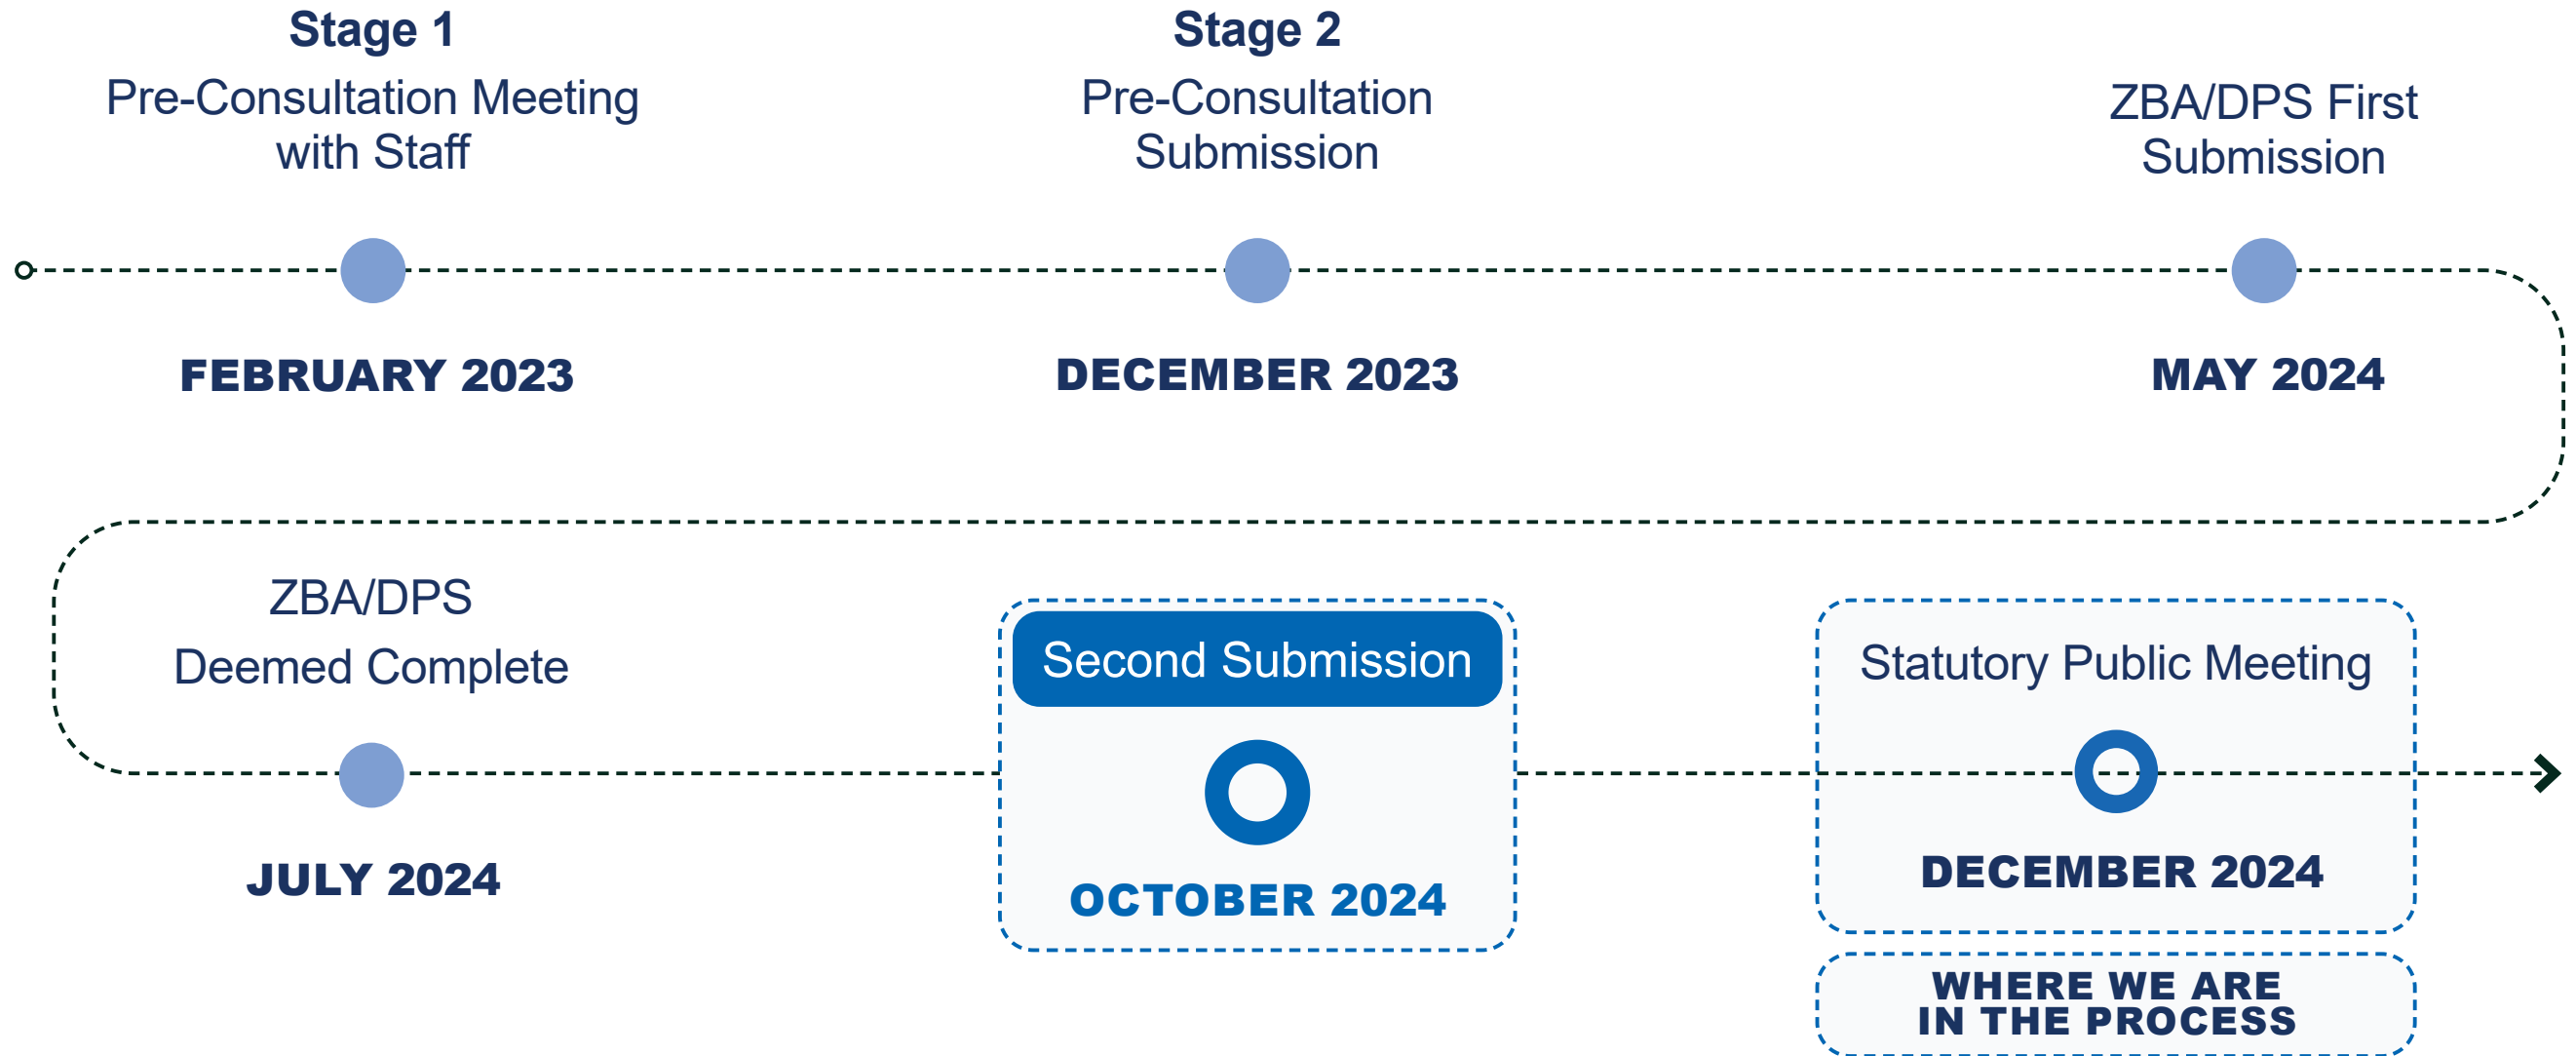 Stage 1
Pre-Consultation Meeting
with Staff
FEBRUARY 2023
Stage 2
Pre-Consultation
Submission
DECEMBER 2023
ZBA/DPS First
Submission
MAY 2024
ZBA/DPS
Deemed Complete
JULY 2024
Second Submission
OCTOBER 2024
Statutory Public Meeting
DECEMBER 2024
WHERE WE ARE
IN THE PROCESS